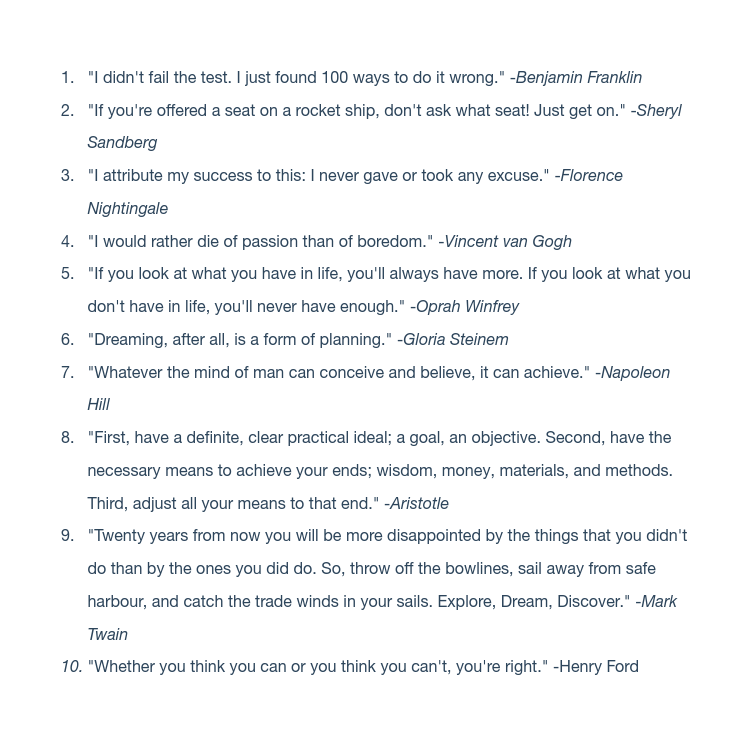 1. "I didn't fail the test. I just found 100 ways to do it wrong." -Benjamin Franklin
2. "If you're offered a seat on a rocket ship, don't ask what seat! Just get on." -Sheryl
Sandberg
3. "I attribute my success to this: I never gave or took any excuse." -Florence
Nightingale
4. "I would rather die of passion than of boredom." -Vincent van Gogh
5. "If you look at what you have in life, you'll always have more. If you look at what you
don't have in life, you'll never have enough." -Oprah Winfrey
6. "Dreaming, after all, is a form of planning." -Gloria Steinem
7. "Whatever the mind of man can conceive and believe, it can achieve." -Napoleon
Hill
8. "First, have a definite, clear practical ideal; a goal, an objective. Second, have the
necessary means to achieve your ends; wisdom, money, materials, and methods.
Third, adjust all your means to that end." -Aristotle
9. "Twenty years from now you will be more disappointed by the things that you didn't
do than by the ones you did do. So, throw off the bowlines, sail away from safe
harbour, and catch the trade winds in your sails. Explore, Dream, Discover." -Mark
Twain
10. "Whether you think you can or you think you can't, you're right." -Henry Ford